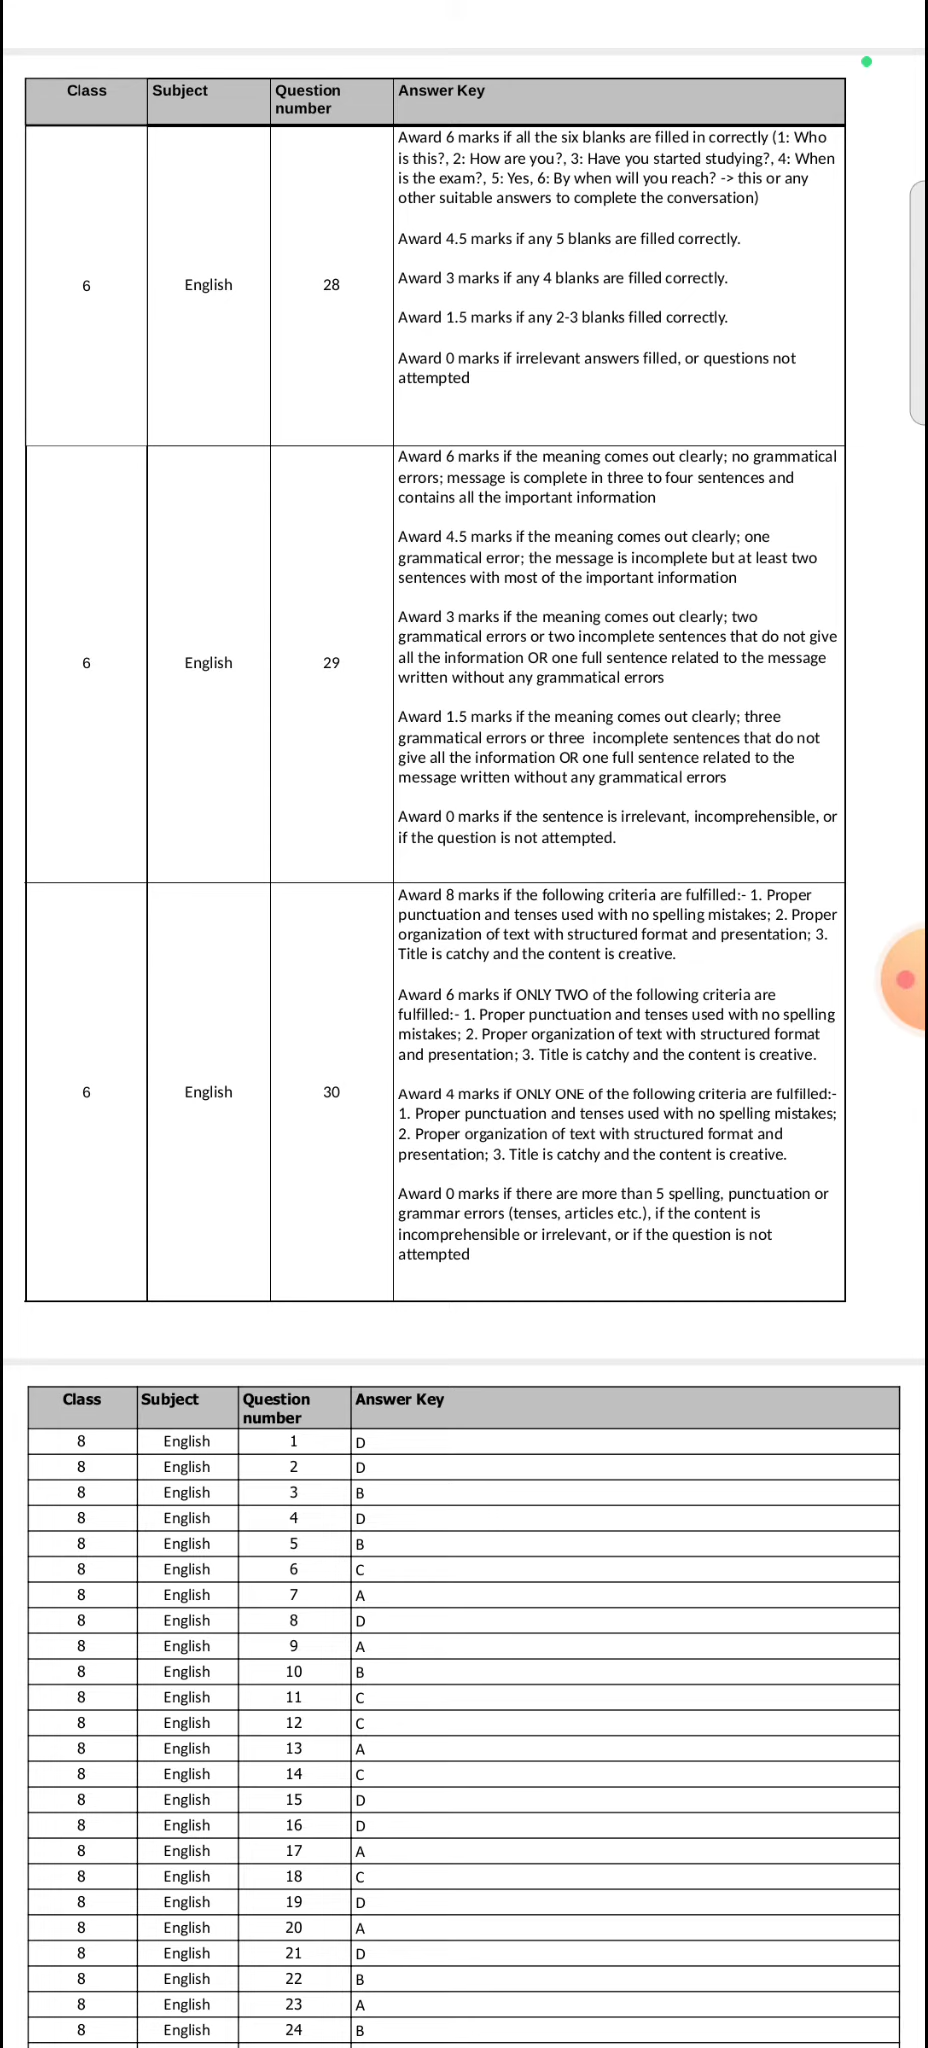 Class Subject Question Answer Key
number
Award 6 marks if all the six blanks are filled in correctly (1: Who
is this?, 2: How are you?, 3: Have you started studying?, 4: When
is the exam?, 5: Yes, 6: By when will you reach? -> this or any
other suitable answers to complete the conversation)
Award 4.5 marks if any 5 blanks are filled correctly.
6 English 28 Award 3 marks if any 4 blanks are filled correctly.
Award 1.5 marks if any 2-3 blanks filled correctly.
Award 0 marks if irrelevant answers filled, or questions not
attempted
Award 6 marks if the meaning comes out clearly; no grammatical
errors; message is complete in three to four sentences and
contains all the important information
Award 4.5 marks if the meaning comes out clearly; one
grammatical error; the message is incomplete but at least two
sentences with most of the important information
Award 3 marks if the meaning comes out clearly; two
grammatical errors or two incomplete sentences that do not give
6 English 29 all the information OR one full sentence related to the message
written without any grammatical errors
Award 1.5 marks if the meaning comes out clearly; three
grammatical errors or three incomplete sentences that do not
give all the information OR one full sentence related to the
message written without any grammatical errors
Award 0 marks if the sentence is irrelevant, incomprehensible, or
if the question is not attempted.
Award 8 marks if the following criteria are fulfilled:- 1. Proper
punctuation and tenses used with no spelling mistakes; 2. Proper
organization of text with structured format and presentation; 3.
Title is catchy and the content is creative.
Award 6 marks if ONLY TWO of the following criteria are
fulfilled:- 1. Proper punctuation and tenses used with no spelling
mistakes; 2. Proper organization of text with structured format
and presentation; 3. Title is catchy and the content is creative.
6 English 30 Award 4 marks if ONLY ONE of the following criteria are fulfilled:-
1. Proper punctuation and tenses used with no spelling mistakes;
2. Proper organization of text with structured format and
presentation; 3. Title is catchy and the content is creative.
Award 0 marks if there are more than 5 spelling, punctuation or
grammar errors (tenses, articles etc.), if the content is
incomprehensible or irrelevant, or if the question is not
attempted
Class Subject Question Answer Key
number
8 English 1 D
8 English 2 D
8 English 3 B
8 English 4 D
8 English 5 B
8 English 6 C
8 English 7 A
8 English 8 D
8 English 9 A
8 English 10 B
8 English 11 C
8 English 12 C
8 English 13 A
8 English 14 C
8 English 15 D
8 English 16 D
8 English 17 A
8 English 18 C
8 English 19 D
8 English 20 A
8 English 21 D
8 English 22 B
8 English 23 A
8 English 24 B